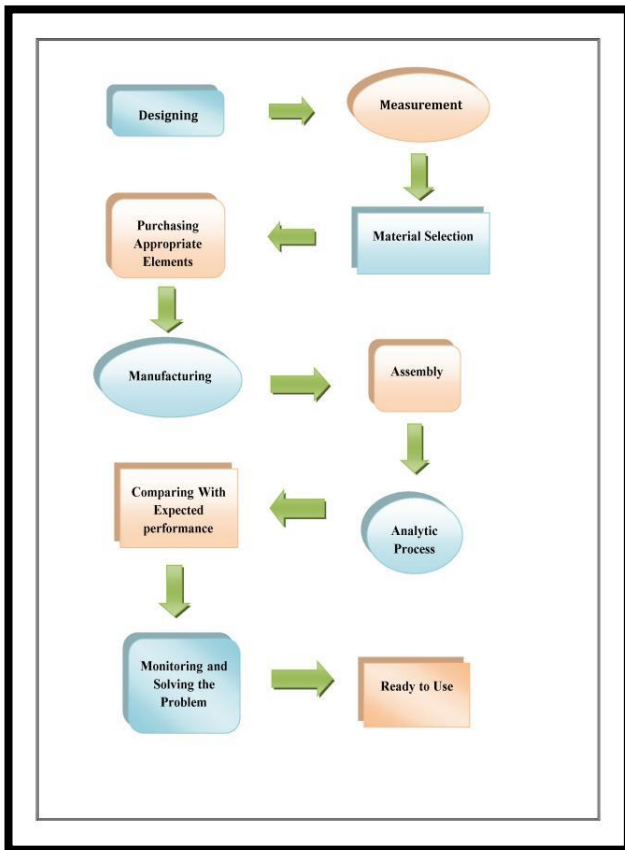 Designing
Measurement
Material Selection
Purchasing
Appropriate
Elements
Manufacturing
Assembly
Analytic
Process
Comparing With
Expected
performance
Monitoring and
Solving the
Problem
Ready to Use